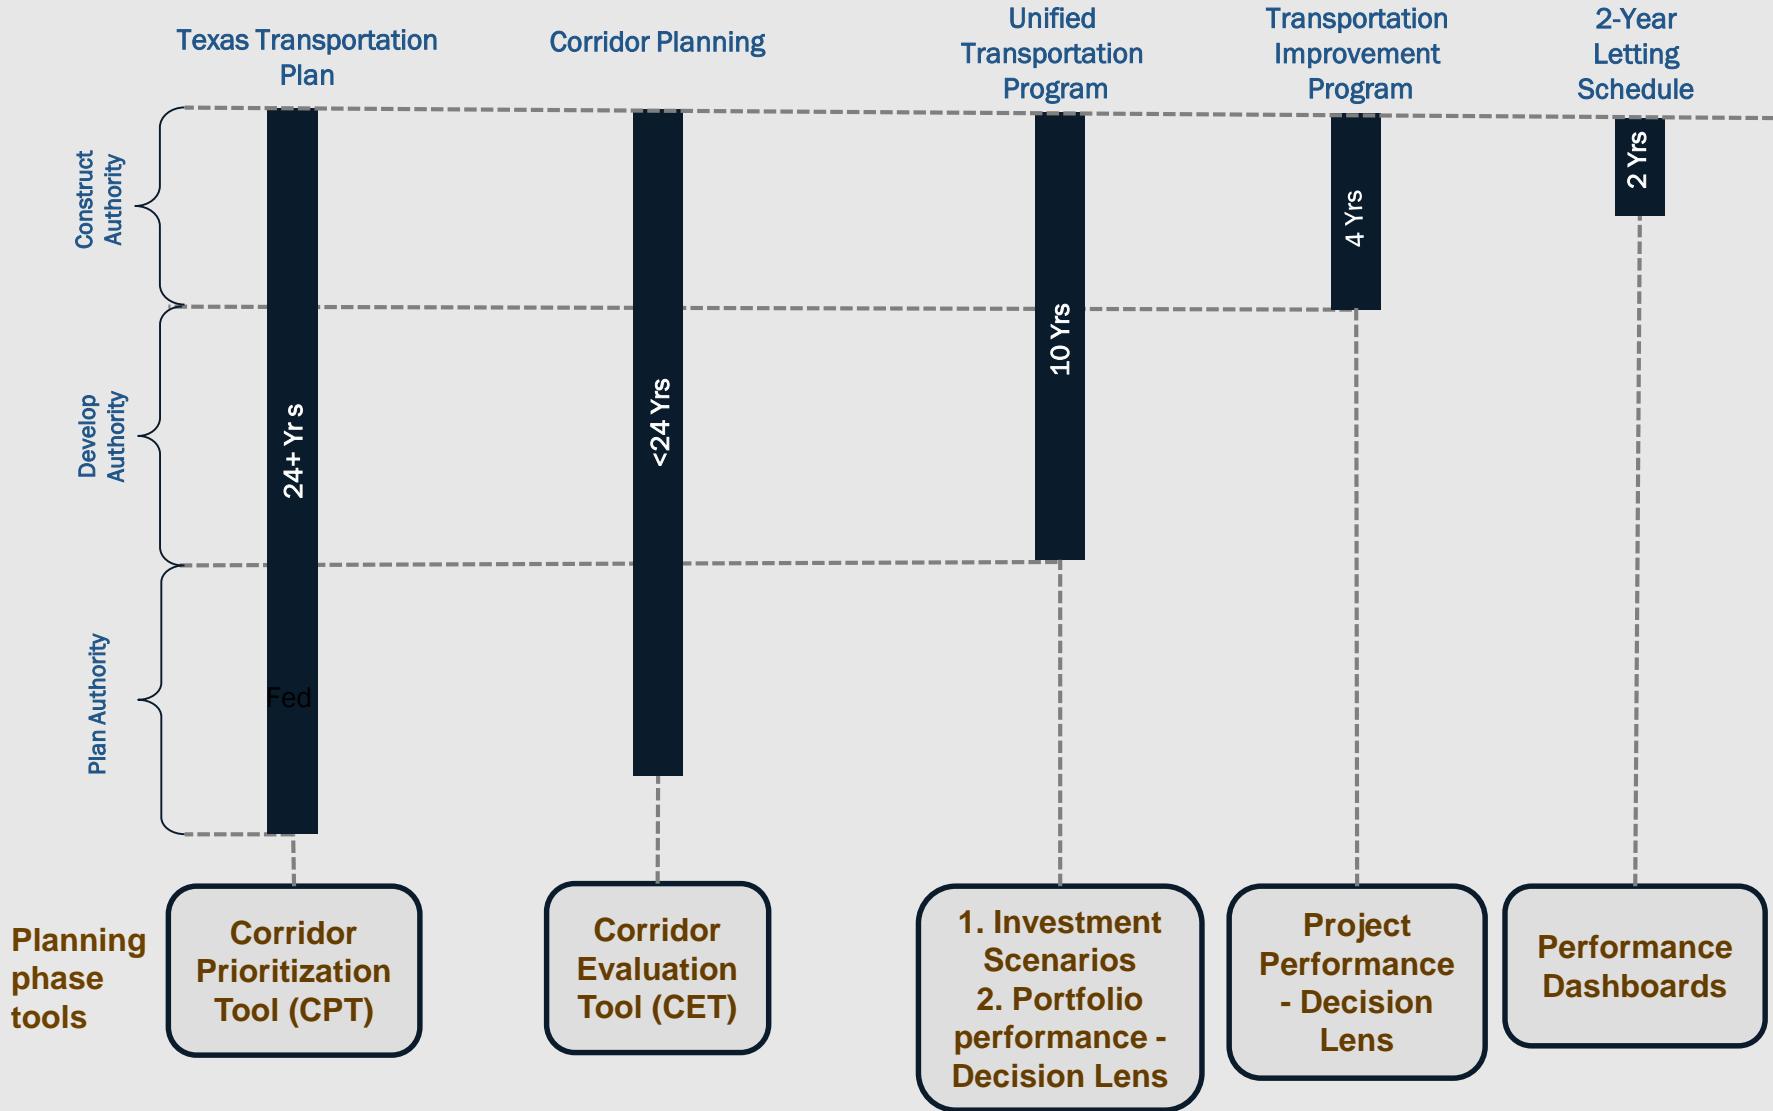 Texas Transportation
Plan
Corridor Planning
Unified
Transportation
Program
Transportation
Improvement
Program
2-Year
Letting
Schedule
Construct
Authority
Develop
Authority
Plan Authority
24+ Yrs
Fed
<24 Yrs
10 Yrs
4 Yrs
2 Yrs
Planning
phase
tools
Corridor
Prioritization
Tool (CPT)
Corridor
Evaluation
Tool (CET)
1. Investment
Scenarios
2. Portfolio
performance -
Decision Lens
Project
Performance
- Decision
Lens
Performance
Dashboards